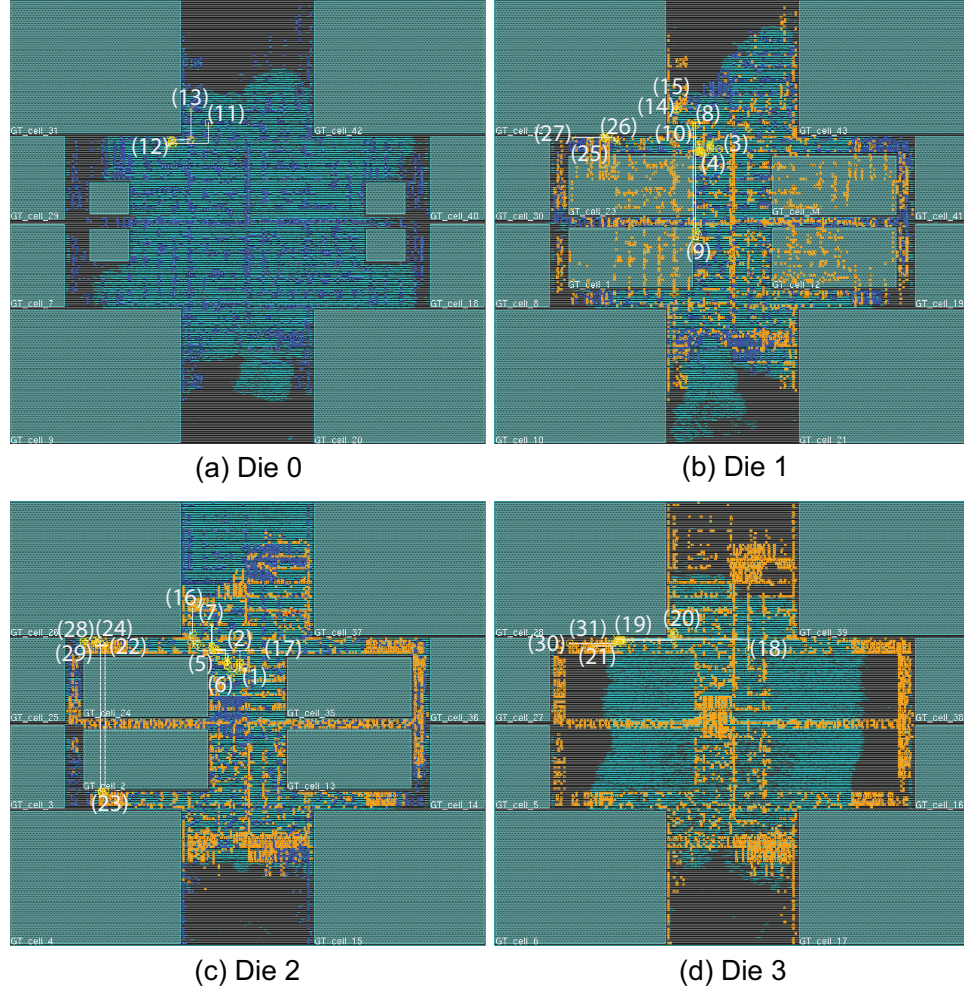 (13)
(11)
GT_cell_31
GT_cell_42
(12)
GT_cell_29
GT_cell_40
GT_cell_7
GT_cell_18
GT_cell_9
GT_cell_20
(a) Die 0
(15)
(14)
(8)
(27)
(26)
(10)
(3)
GT_cell_43
(25)
(4)
GT_cell_30
GT_cell_23
GT_cell_41
(9)
GT_cell_1
GT_cell_12
GT_cell_8
GT_cell_19
GT_cell_10
GT_cell_21
(b) Die 1
(16)
(7)
(28)
(24)
(2)
GT_cell_37
(29)
(22)
(5)
(17)
(6)
(1)
GT_cell_25
GT_cell_24
GT_cell_35
GT_cell_36
GT_cell_2
GT_cell_13
GT_cell_3
(23)
GT_cell_14
GT_cell_4
GT_cell_15
(c) Die 2
(31)
(19)
(20)
GT_cell_39
(30)
(21)
(18)
GT_cell_27
GT_cell_38
GT_cell_5
GT_cell_16
GT_cell_6
GT_cell_17
(d) Die 3